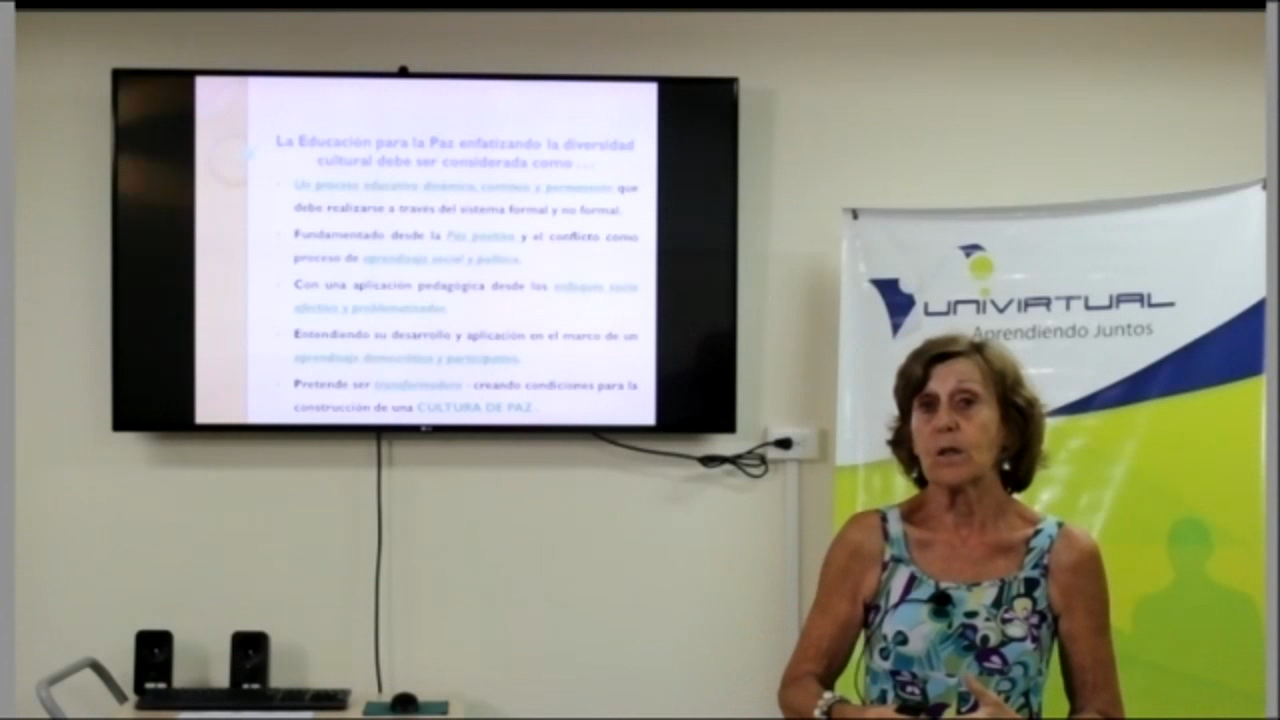 La Educación para la Paz enfatizando la diversidad
cultural debe ser considerada como ...
Un proceso educativo dinámico, continuo y permanente que
debe realizarse a través del sistema formal y no formal.
Fundamentado desde la Paz positiva y el conflicto como
proceso de aprendizaje social y política.
Con una aplicación pedagógica desde los enfoques socio
afectivo y problematizador.
Entendiendo su desarrollo y aplicación en el marco de un
aprendizaje democrático y participativo.
Pretende ser transformadora - creando condiciones para la
construcción de una CULTURA DE PAZ.
UNIVIRTUAL
Aprendiendo Juntos
LG